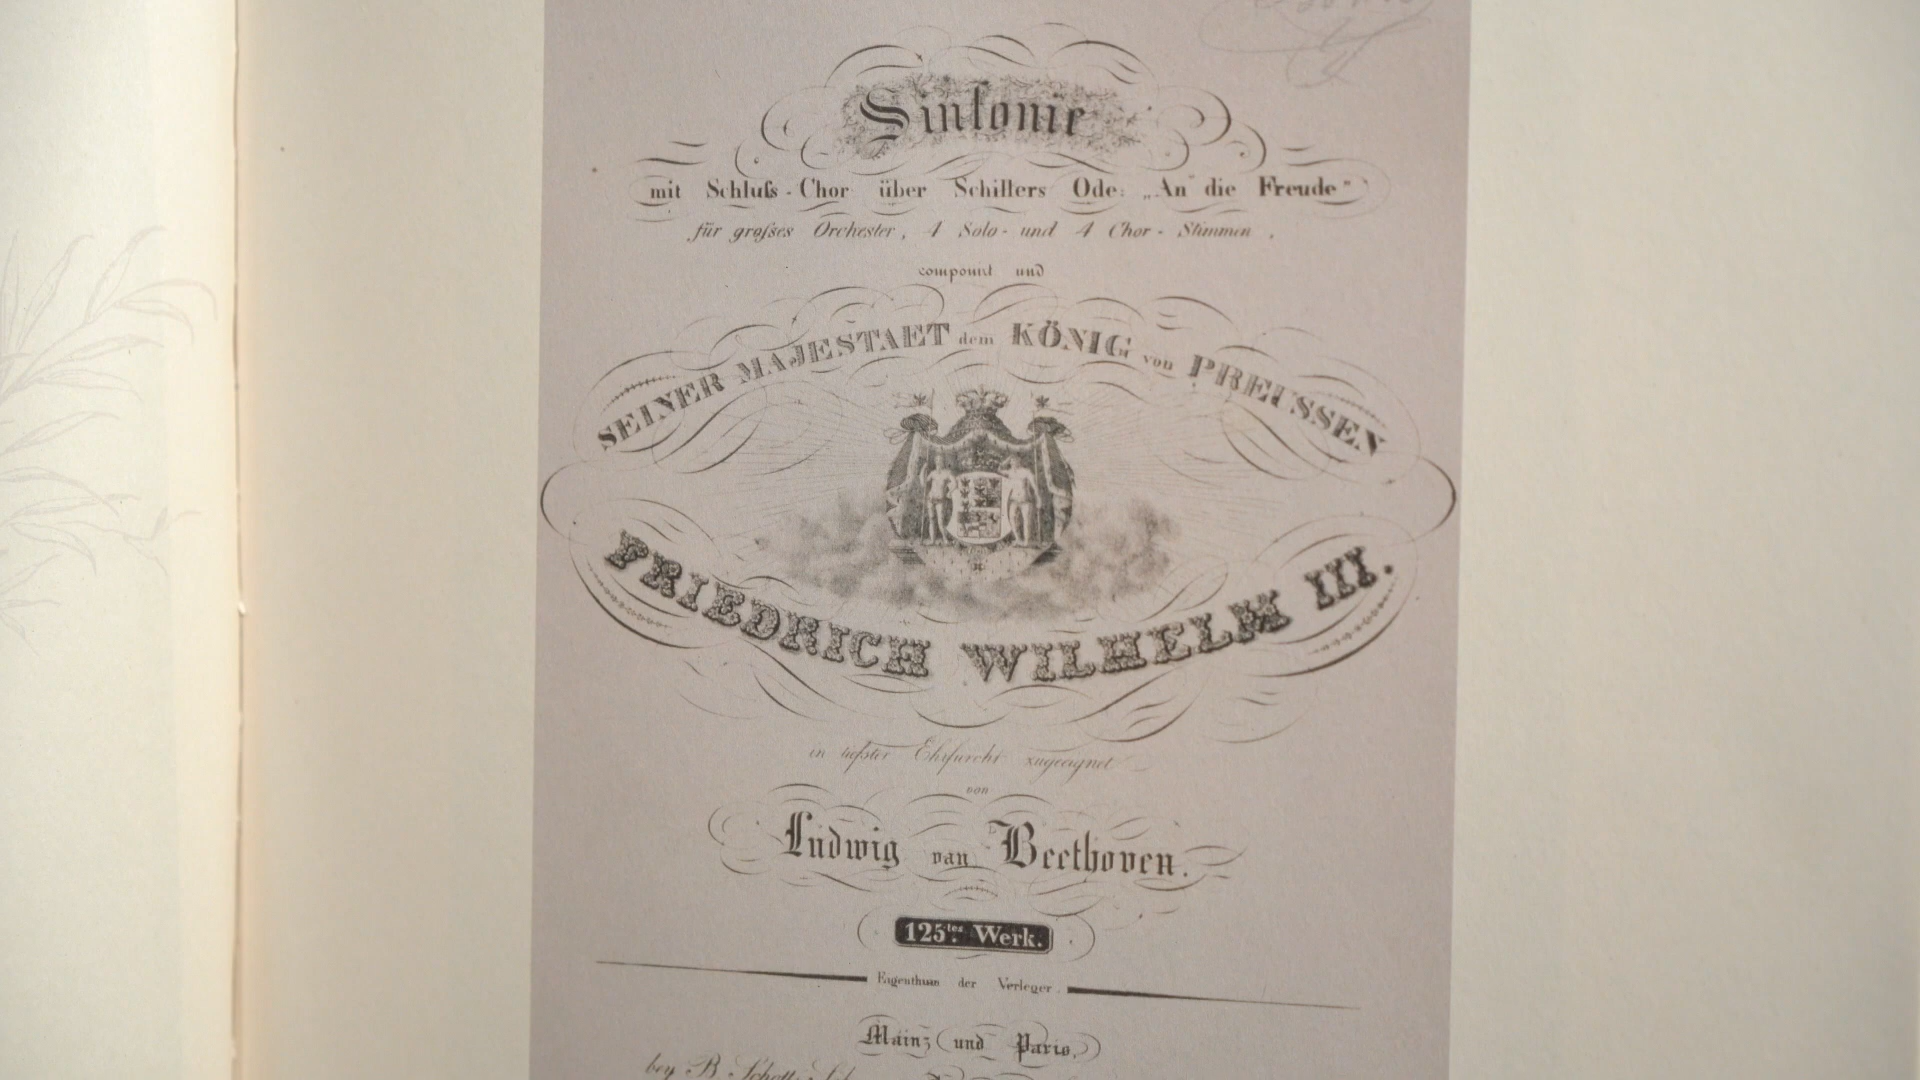 Sinfonie
mit Schluſs-Chor über Schillers Ode: „An die Freude"
für groſses Orchester, 4 Solo- und 4 Chor-Stimmen,
componirt und
SEINER MAJESTAET dem KÖNIG von PREUSSEN
FRIEDRICH WILHELM III.
in tiefster Ehrfurcht zugeeignet
von
Ludwig van Beethoven.
125tes Werk.
Eigenthum der Verleger.
Mainz und Paris,
bey B. Schott